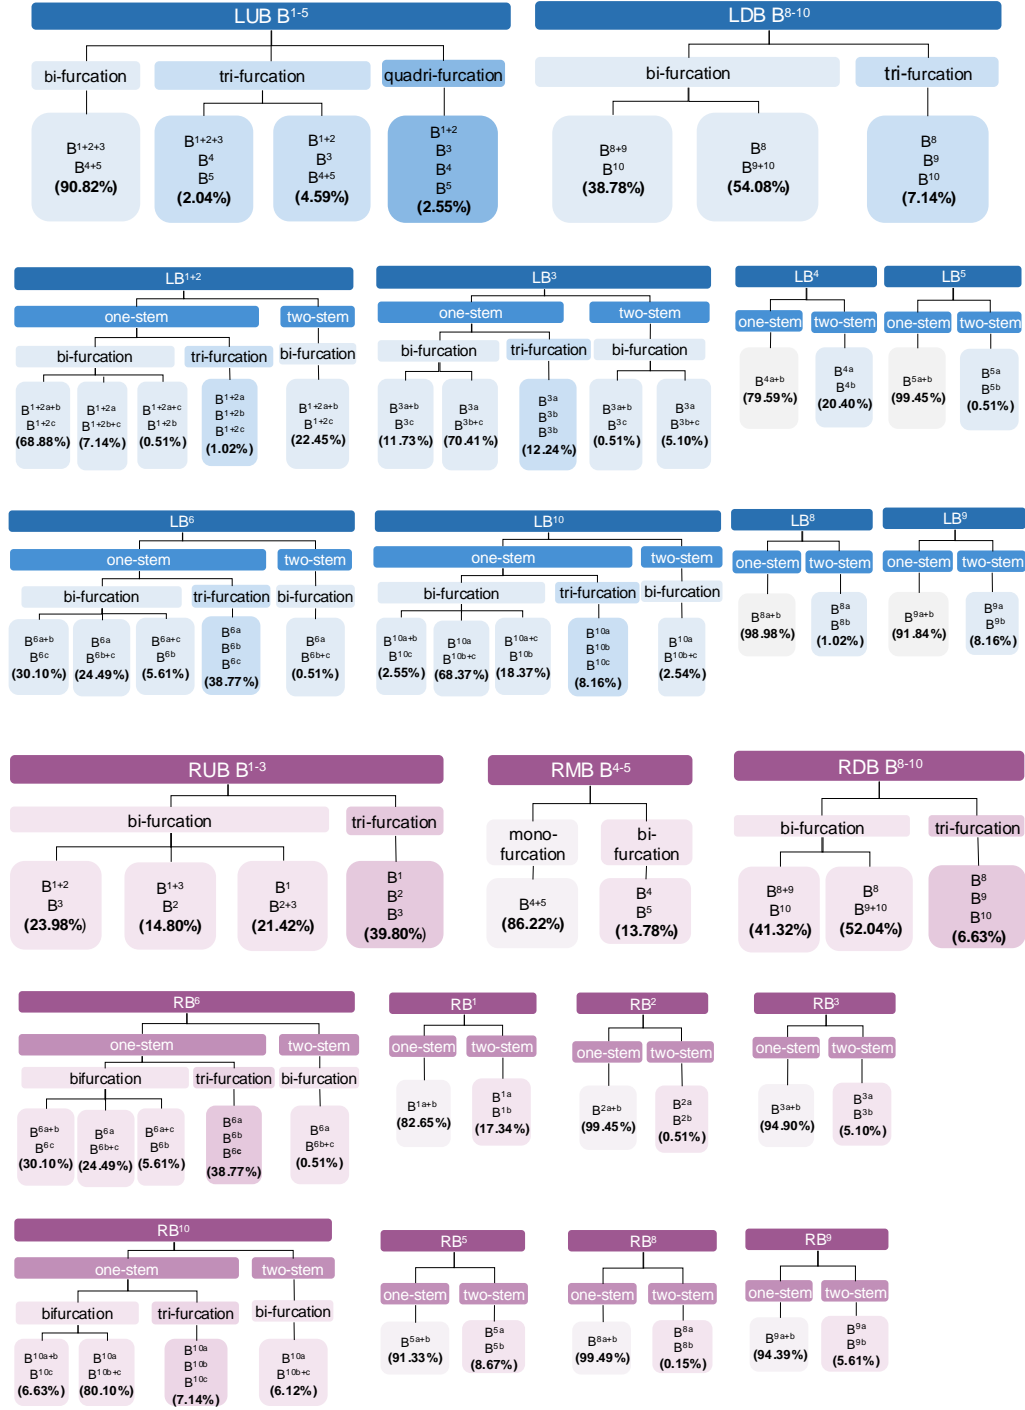 LUB B¹⁻⁵
bi-furcation
tri-furcation
quadri-furcation
B¹⁺²⁺³
B⁴⁺⁵
(90.82%)
B¹⁺²⁺³
B⁴
B⁵
(2.04%)
B¹⁺²
B³
B⁴⁺⁵
(4.59%)
B¹⁺²
B³
B⁴
B⁵
(2.55%)
LDB B⁸⁻¹⁰
bi-furcation
tri-furcation
B⁸⁺⁹
B¹⁰
(38.78%)
B⁸
B⁹⁺¹⁰
(54.08%)
B⁸
B⁹
B¹⁰
(7.14%)
LB¹⁺²
one-stem
two-stem
bi-furcation
tri-furcation
bi-furcation
B¹⁺²ᵃ⁺ᵇ
B¹⁺²ᶜ
(68.88%)
B¹⁺²ᵃ
B¹⁺²ᵇ⁺ᶜ
(7.14%)
B¹⁺²ᵃ⁺ᶜ
B¹⁺²ᵇ
(0.51%)
B¹⁺²ᵃ
B¹⁺²ᵇ
B¹⁺²ᶜ
(1.02%)
B¹⁺²ᵃ⁺ᵇ
B¹⁺²ᶜ
(22.45%)
LB³
one-stem
two-stem
bi-furcation
tri-furcation
bi-furcation
B³ᵃ⁺ᵇ
B³ᶜ
(11.73%)
B³ᵃ
B³ᵇ⁺ᶜ
(70.41%)
B³ᵃ
B³ᵇ
B³ᵇ
(12.24%)
B³ᵃ⁺ᵇ
B³ᶜ
(0.51%)
B³ᵃ
B³ᵇ⁺ᶜ
(5.10%)
LB⁴
one-stem
two-stem
B⁴ᵃ⁺ᵇ
(79.59%)
B⁴ᵃ
B⁴ᵇ
(20.40%)
LB⁵
one-stem
two-stem
B⁵ᵃ⁺ᵇ
(99.45%)
B⁵ᵃ
B⁵ᵇ
(0.51%)
LB⁶
one-stem
two-stem
bi-furcation
tri-furcation
bi-furcation
B⁶ᵃ⁺ᵇ
B⁶ᶜ
(30.10%)
B⁶ᵃ
B⁶ᵇ⁺ᶜ
(24.49%)
B⁶ᵃ⁺ᶜ
B⁶ᵇ
(5.61%)
B⁶ᵃ
B⁶ᵇ
B⁶ᶜ
(38.77%)
B⁶ᵃ
B⁶ᵇ⁺ᶜ
(0.51%)
LB¹⁰
one-stem
two-stem
bi-furcation
tri-furcation
bi-furcation
B¹⁰ᵃ⁺ᵇ
B¹⁰ᶜ
(2.55%)
B¹⁰ᵃ
B¹⁰ᵇ⁺ᶜ
(68.37%)
B¹⁰ᵃ⁺ᶜ
B¹⁰ᵇ
(18.37%)
B¹⁰ᵃ
B¹⁰ᵇ
B¹⁰ᶜ
(8.16%)
B¹⁰ᵃ
B¹⁰ᵇ⁺ᶜ
(2.54%)
LB⁸
one-stem
two-stem
B⁸ᵃ⁺ᵇ
(98.98%)
B⁸ᵃ
B⁸ᵇ
(1.02%)
LB⁹
one-stem
two-stem
B⁹ᵃ⁺ᵇ
(91.84%)
B⁹ᵃ
B⁹ᵇ
(8.16%)
RUB B¹⁻³
bi-furcation
tri-furcation
B¹⁺²
B³
(23.98%)
B¹⁺³
B²
(14.80%)
B¹
B²⁺³
(21.42%)
B¹
B²
B³
(39.80%)
RMB B⁴⁻⁵
mono-
furcation
bi-
furcation
B⁴⁺⁵
(86.22%)
B⁴
B⁵
(13.78%)
RDB B⁸⁻¹⁰
bi-furcation
tri-furcation
B⁸⁺⁹
B¹⁰
(41.32%)
B⁸
B⁹⁺¹⁰
(52.04%)
B⁸
B⁹
B¹⁰
(6.63%)
RB⁶
one-stem
two-stem
bifurcation
tri-furcation
bi-furcation
B⁶ᵃ⁺ᵇ
B⁶ᶜ
(30.10%)
B⁶ᵃ
B⁶ᵇ⁺ᶜ
(24.49%)
B⁶ᵃ⁺ᶜ
B⁶ᵇ
(5.61%)
B⁶ᵃ
B⁶ᵇ
B⁶ᶜ
(38.77%)
B⁶ᵃ
B⁶ᵇ⁺ᶜ
(0.51%)
RB¹
one-stem
two-stem
B¹ᵃ⁺ᵇ
(82.65%)
B¹ᵃ
B¹ᵇ
(17.34%)
RB²
one-stem
two-stem
B²ᵃ⁺ᵇ
(99.45%)
B²ᵃ
B²ᵇ
(0.51%)
RB³
one-stem
two-stem
B³ᵃ⁺ᵇ
(94.90%)
B³ᵃ
B³ᵇ
(5.10%)
RB¹⁰
one-stem
two-stem
bifurcation
tri-furcation
bi-furcation
B¹⁰ᵃ⁺ᵇ
B¹⁰ᶜ
(6.63%)
B¹⁰ᵃ
B¹⁰ᵇ⁺ᶜ
(80.10%)
B¹⁰ᵃ
B¹⁰ᵇ
B¹⁰ᶜ
(7.14%)
B¹⁰ᵃ
B¹⁰ᵇ⁺ᶜ
(6.12%)
RB⁵
one-stem
two-stem
B⁵ᵃ⁺ᵇ
(91.33%)
B⁵ᵃ
B⁵ᵇ
(8.67%)
RB⁸
one-stem
two-stem
B⁸ᵃ⁺ᵇ
(99.49%)
B⁸ᵃ
B⁸ᵇ
(0.15%)
RB⁹
one-stem
two-stem
B⁹ᵃ⁺ᵇ
(94.39%)
B⁹ᵃ
B⁹ᵇ
(5.61%)